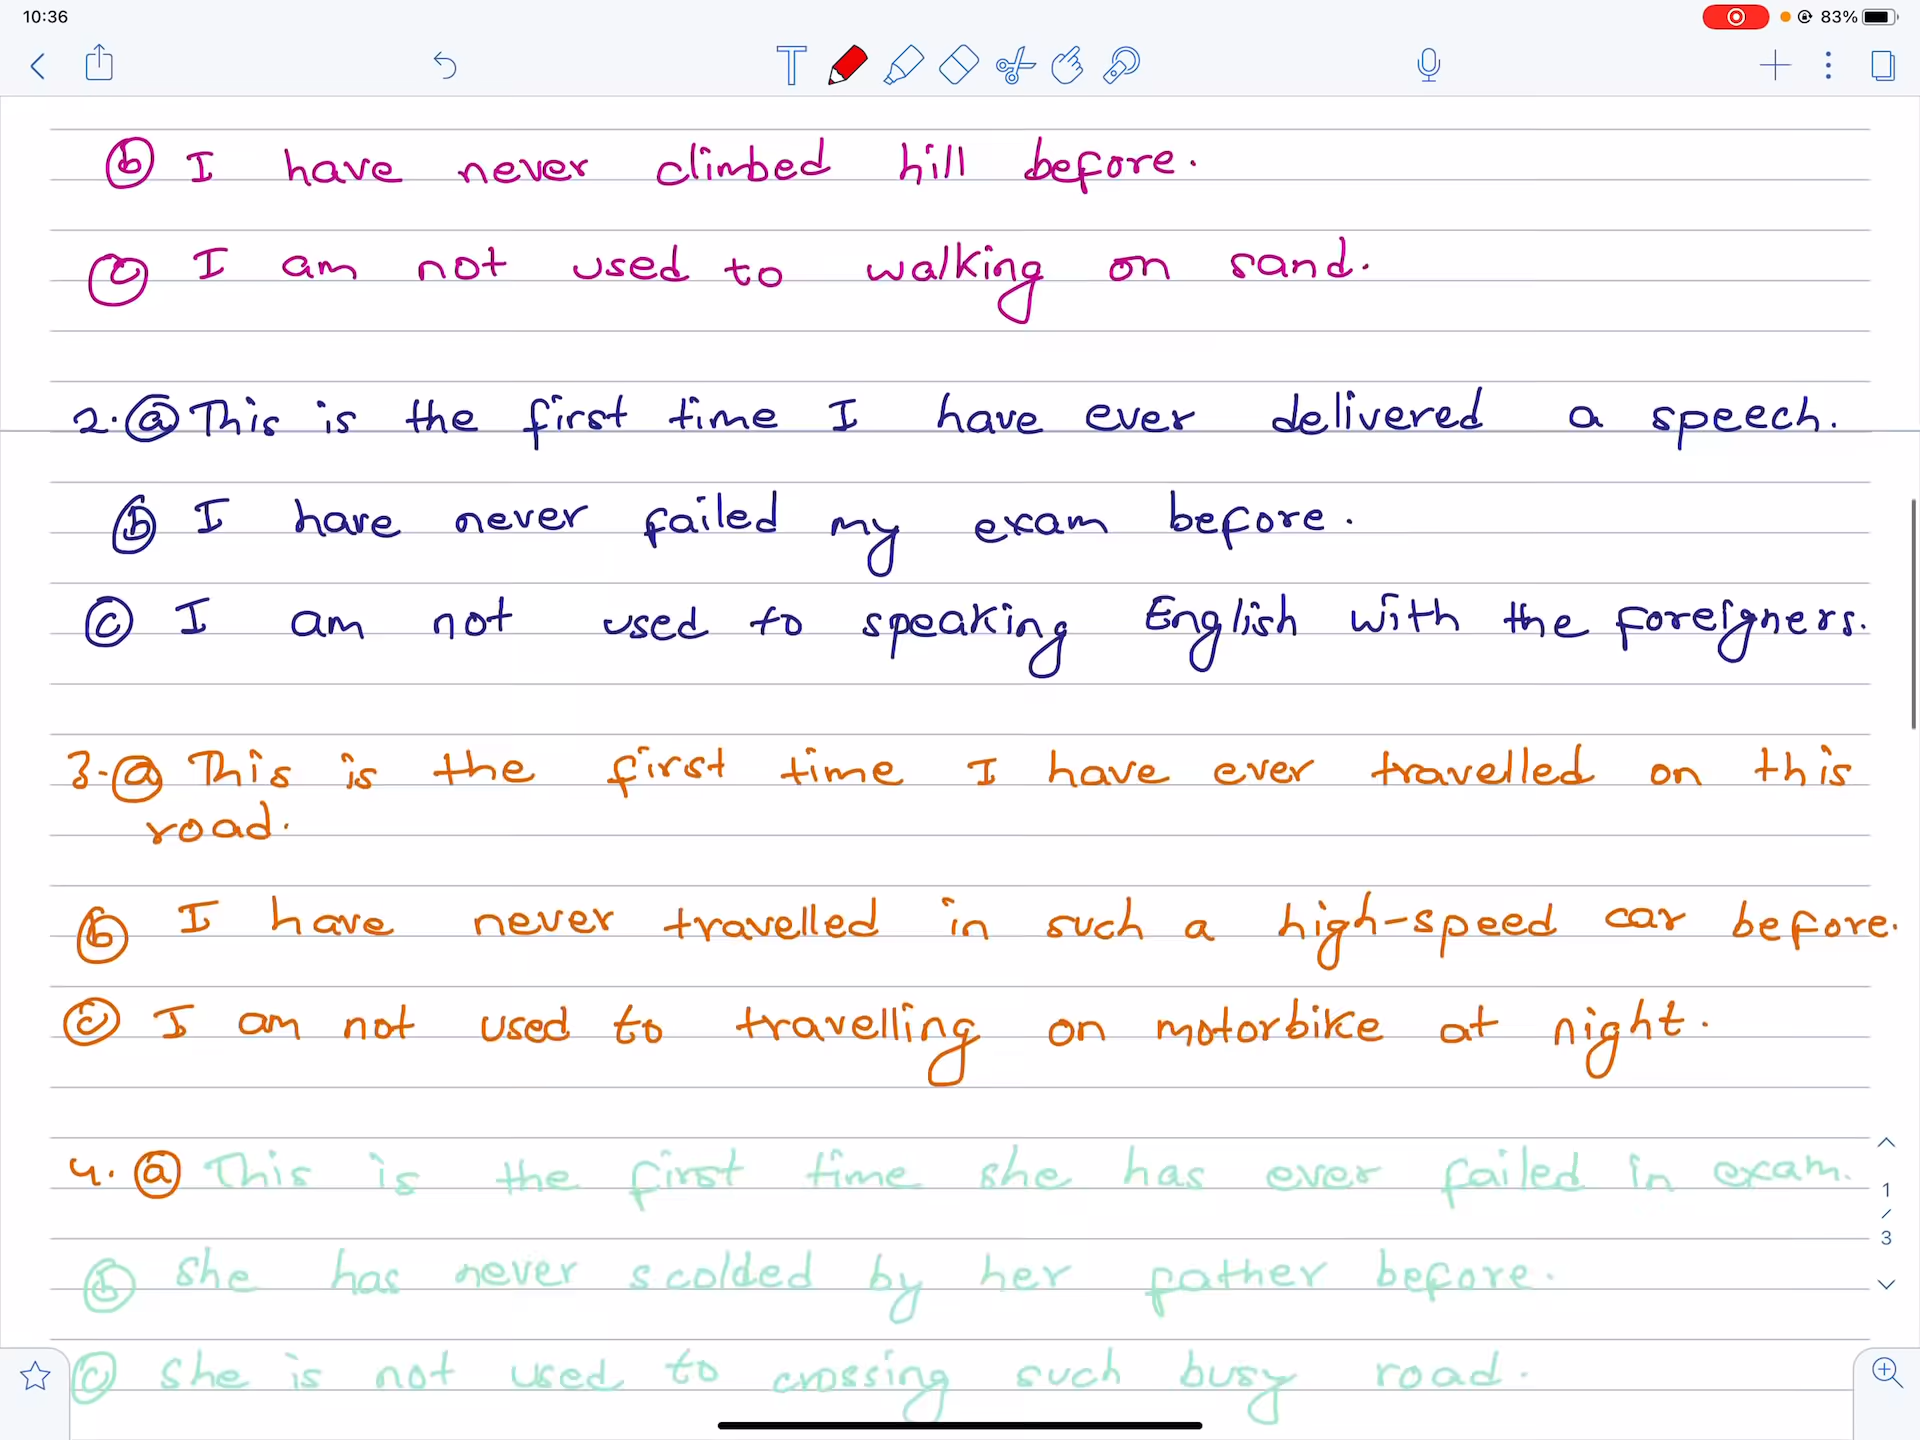 10:36
83%
T
ⓑ I have never climbed hill before.
ⓒ I am not used to walking on sand.
2. ⓐ This is the first time I have ever delivered a speech.
ⓑ I have never failed my exam before.
ⓒ I am not used to speaking English with the foreigners.
3. ⓐ This is the first time I have ever travelled on this
road.
ⓑ I have never travelled in such a high-speed car before.
ⓒ I am not used to travelling on motorbike at night.
4. ⓐ This is the first time she has ever failed in exam.
ⓑ she has never scolded by her father before.
ⓒ she is not used to crossing such busy road.
1
/
3